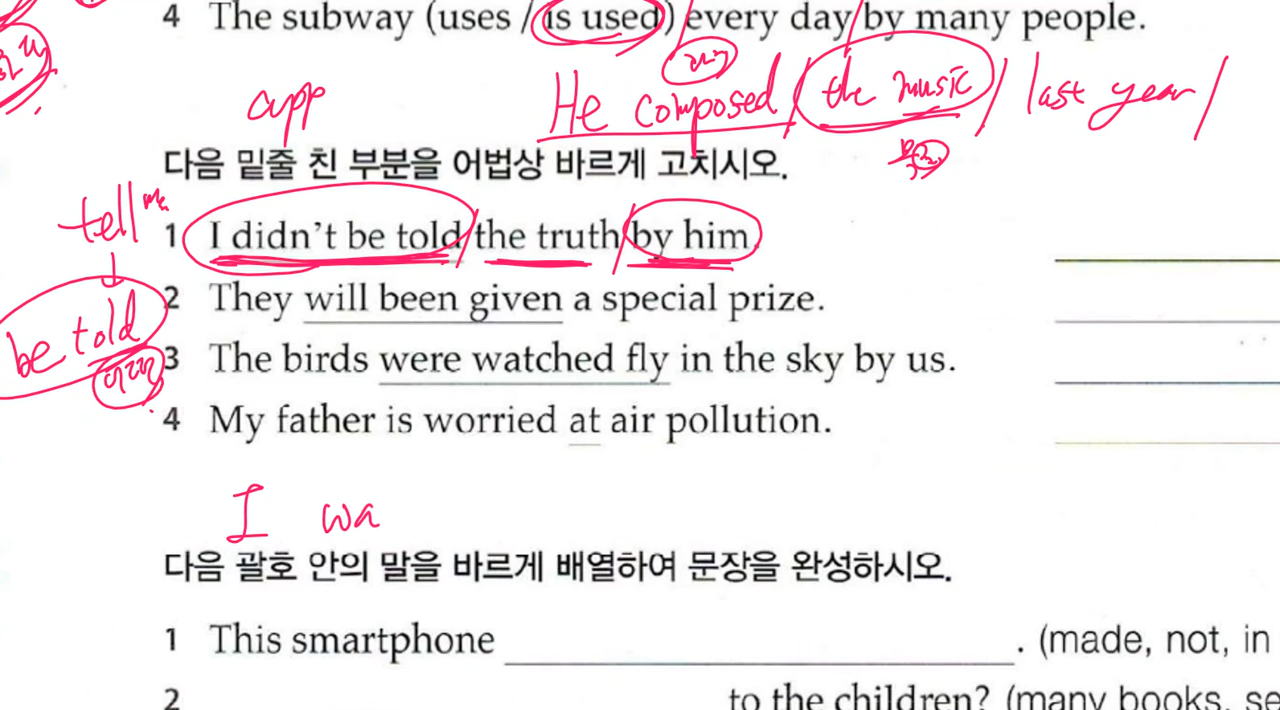 4 The subway (uses / is used) every day / by many people.
app He composed / the music / last year /
다음 밑줄 친 부분을 어법상 바르게 고치시오.
tell me
1 I didn't be told / the truth / by him.
2 They will been given a special prize.
be told
3 The birds were watched fly in the sky by us.
4 My father is worried at air pollution.
I wa
다음 괄호 안의 말을 바르게 배열하여 문장을 완성하시오.
1 This smartphone ____________. (made, not, in
2 ____________ to the children? (many books, se